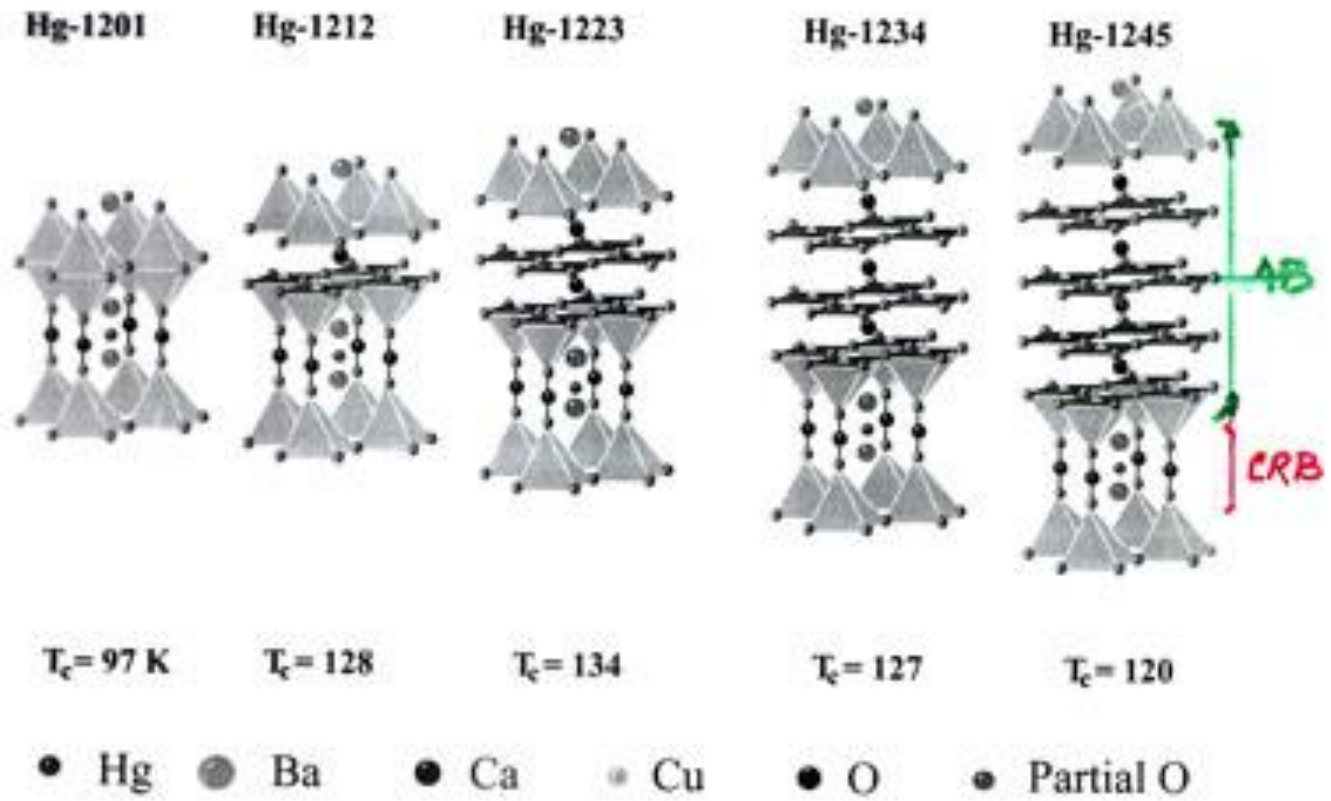 Hg-1201 Hg-1212 Hg-1223 Hg-1234 Hg-1245
AB
CRB
Tc= 97 K Tc= 128 Tc= 134 Tc= 127 Tc= 120
Hg Ba Ca Cu O Partial O